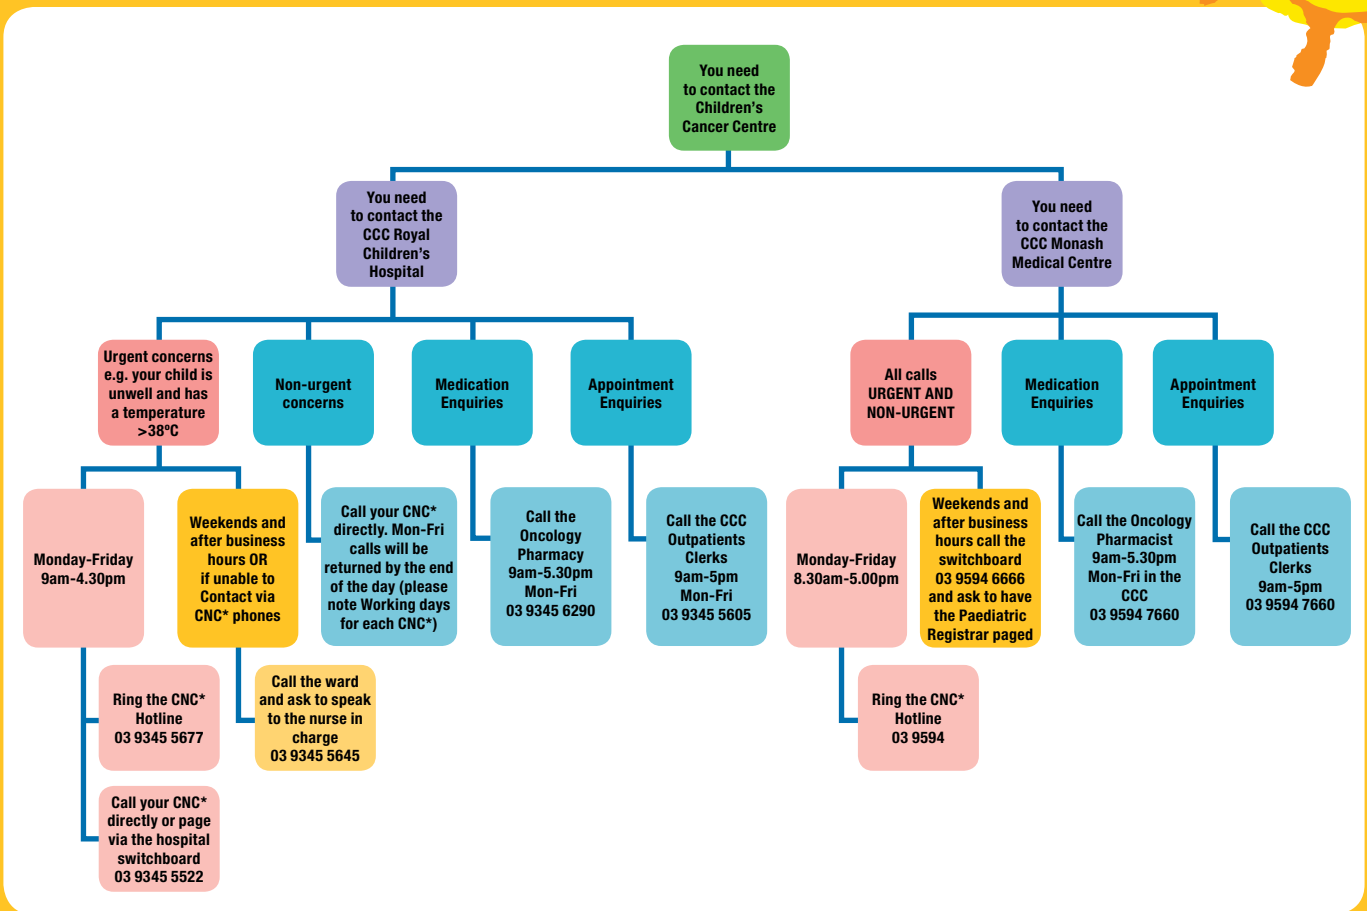 You need
to contact the
Children's
Cancer Centre
You need
to contact the
CCC Royal
Children's
Hospital
You need
to contact the
CCC Monash
Medical Centre
Urgent concerns
e.g. your child is
unwell and has
a temperature
>38ºC
Non-urgent
concerns
Medication
Enquiries
Appointment
Enquiries
All calls
URGENT AND
NON-URGENT
Medication
Enquiries
Appointment
Enquiries
Monday-Friday
9am-4.30pm
Weekends and
after business
hours OR
if unable to
Contact via
CNC* phones
Call your CNC*
directly. Mon-Fri
calls will be
returned by the end
of the day (please
note Working days
for each CNC*)
Call the
Oncology
Pharmacy
9am-5.30pm
Mon-Fri
03 9345 6290
Call the CCC
Outpatients
Clerks
9am-5pm
Mon-Fri
03 9345 5605
Monday-Friday
8.30am-5.00pm
Weekends and
after business
hours call the
switchboard
03 9594 6666
and ask to have
the Paediatric
Registrar paged
Call the Oncology
Pharmacist
9am-5.30pm
Mon-Fri in the
CCC
03 9594 7660
Call the CCC
Outpatients
Clerks
9am-5pm
03 9594 7660
Ring the CNC*
Hotline
03 9345 5677
Call the ward
and ask to speak
to the nurse in
charge
03 9345 5645
Ring the CNC*
Hotline
03 9594
Call your CNC*
directly or page
via the hospital
switchboard
03 9345 5522